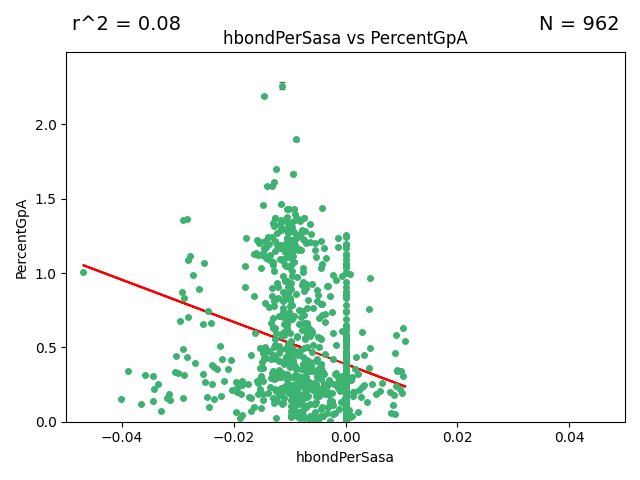 r^2 = 0.08
N = 962
hbondPerSasa vs PercentGpA
PercentGpA
2.0
1.5
1.0
0.5
0.0
−0.04
−0.02
0.00
0.02
0.04
hbondPerSasa